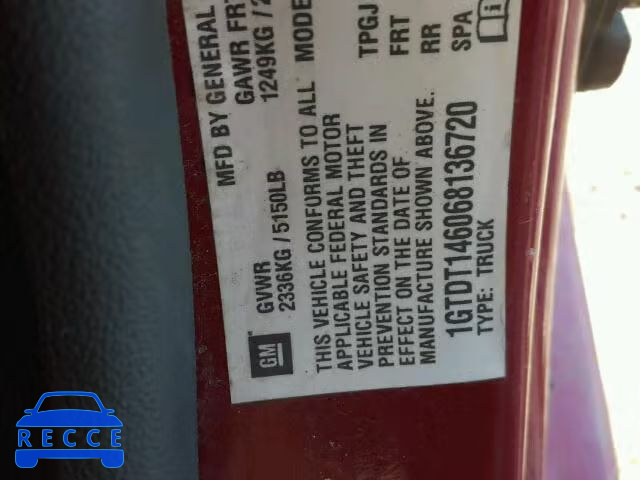 MFD BY GENERAL
GAWR FRT
1249KG / 2
MODE
TPGJ
FRT
RR
SPA
GVWR
2336KG / 5150LB
GM
THIS VEHICLE CONFORMS TO ALL
APPLICABLE FEDERAL MOTOR
VEHICLE SAFETY AND THEFT
PREVENTION STANDARDS IN
EFFECT ON THE DATE OF
MANUFACTURE SHOWN ABOVE.
1GTDT146068136720
TYPE: TRUCK
RECCE